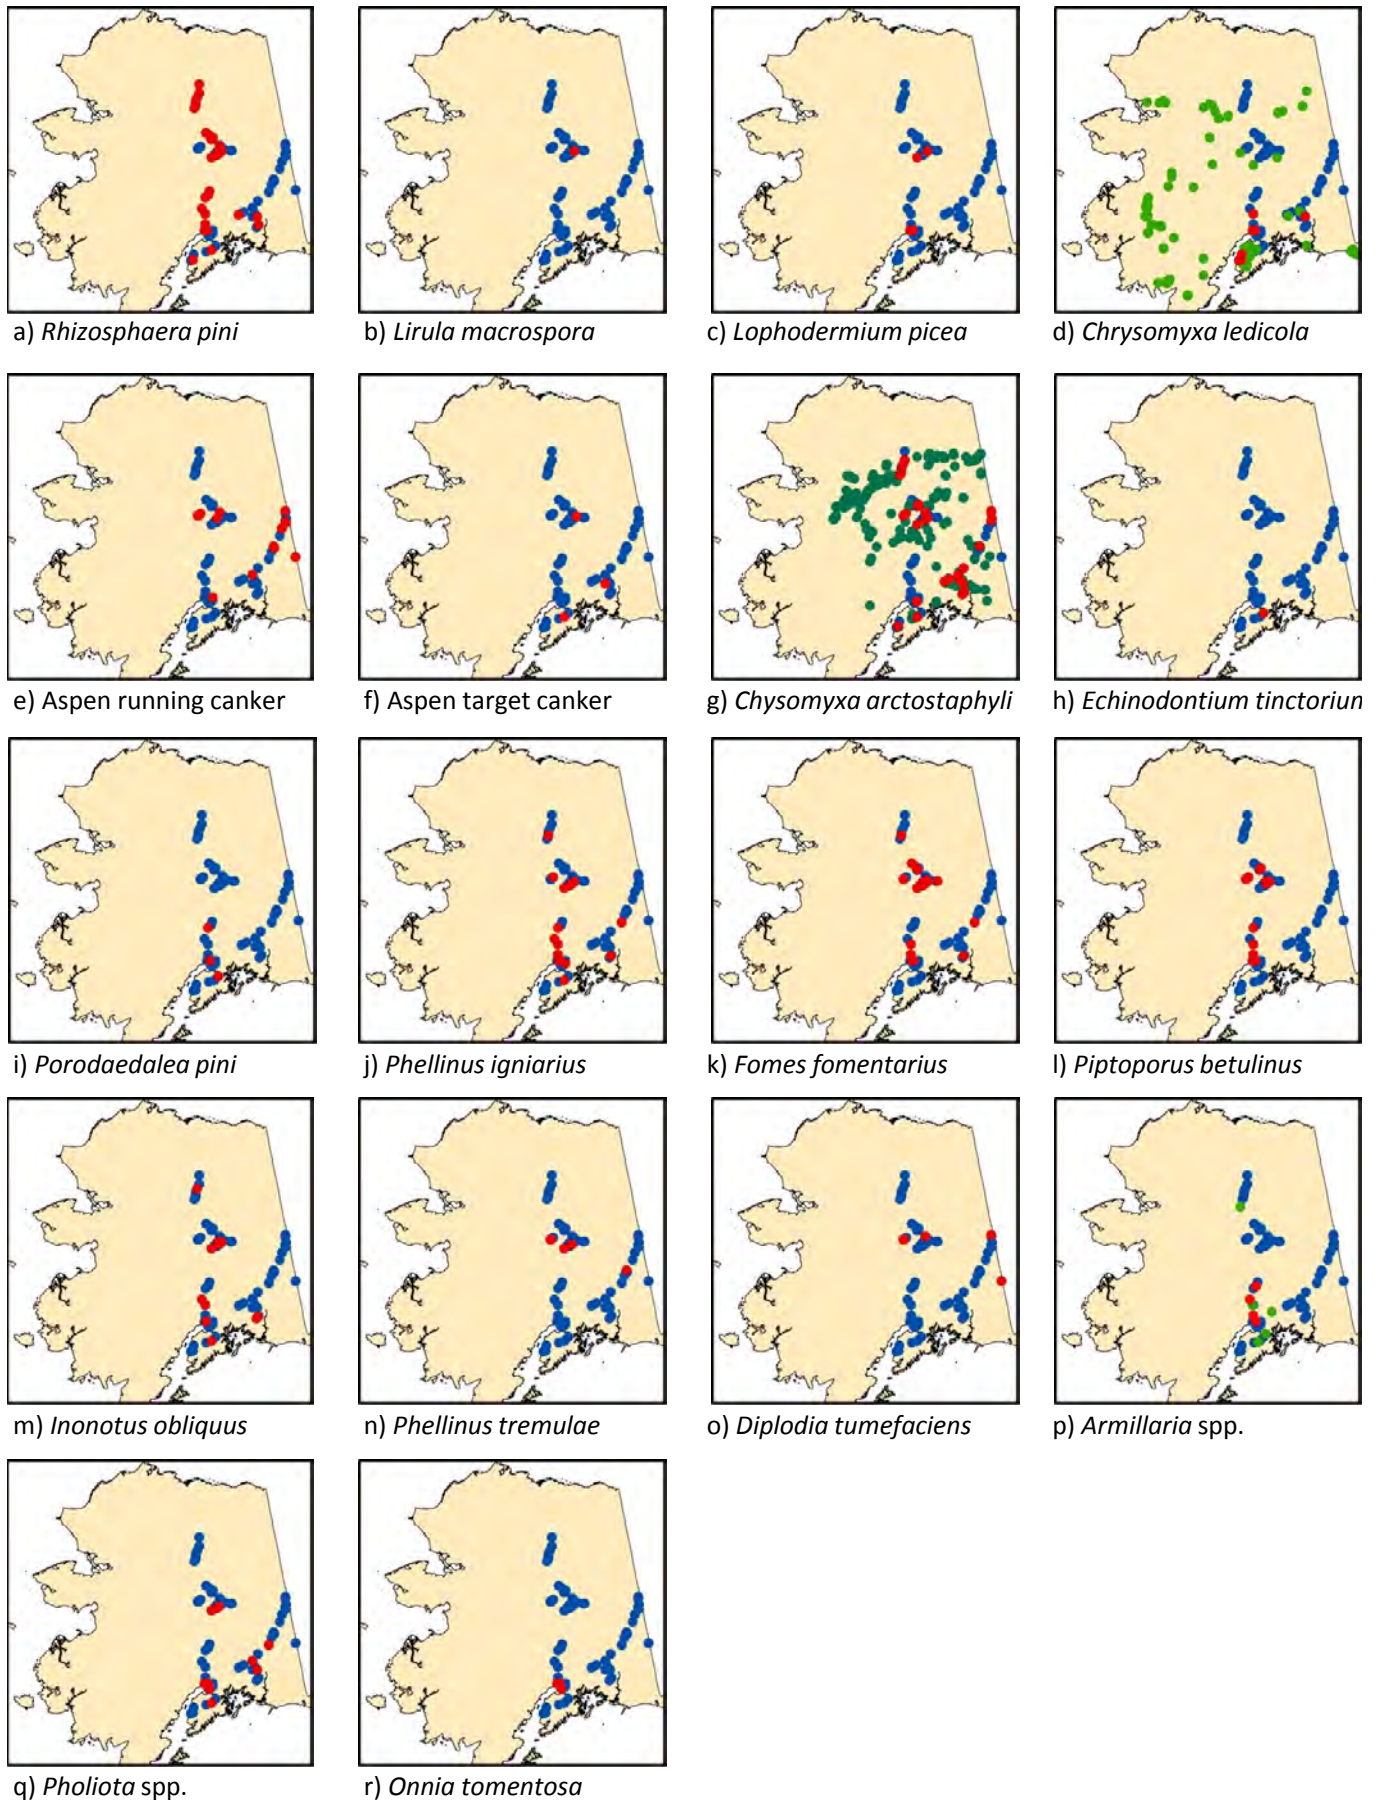 a) Rhizosphaera pini
b) Lirula macrospora
c) Lophodermium picea
d) Chrysomyxa ledicola
e) Aspen running canker
f) Aspen target canker
g) Chysomyxa arctostaphyli
h) Echinodontium tinctoriun
i) Porodaedalea pini
j) Phellinus igniarius
k) Fomes fomentarius
l) Piptoporus betulinus
m) Inonotus obliquus
n) Phellinus tremulae
o) Diplodia tumefaciens
p) Armillaria spp.
q) Pholiota spp.
r) Onnia tomentosa